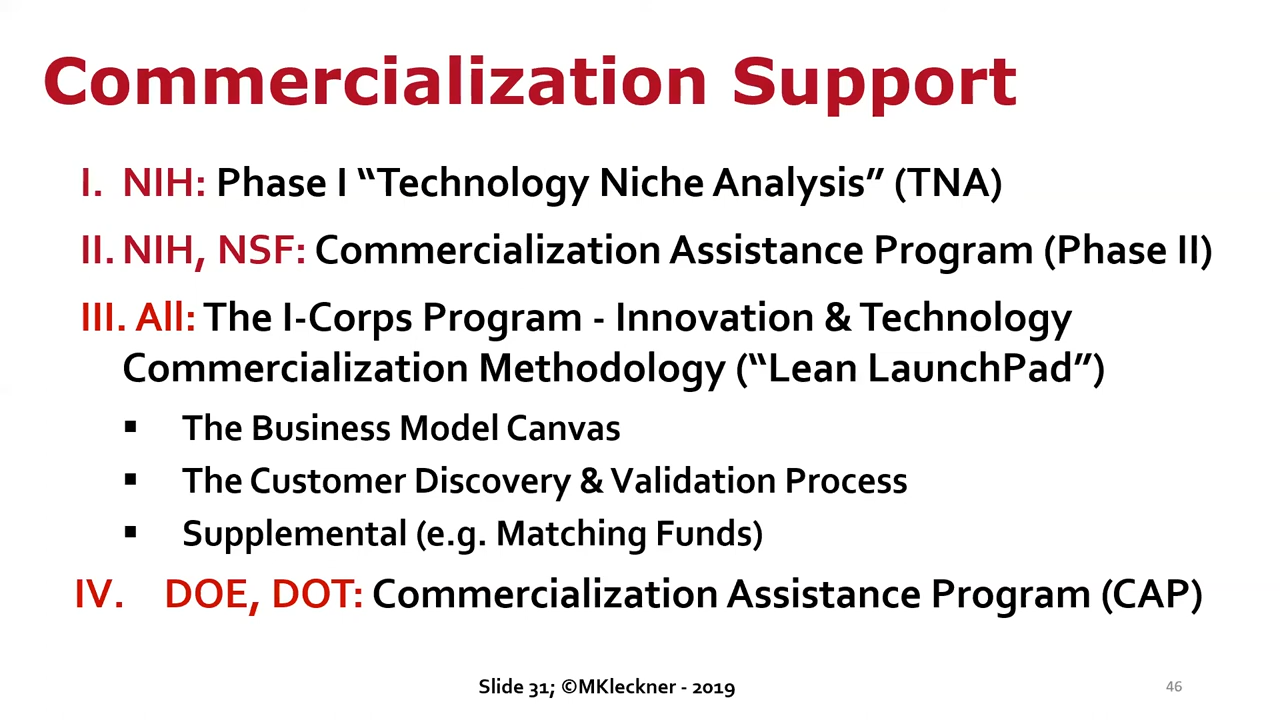 Commercialization Support
I. NIH: Phase I “Technology Niche Analysis” (TNA)
II. NIH, NSF: Commercialization Assistance Program (Phase II)
III. All: The I-Corps Program - Innovation & Technology
Commercialization Methodology (“Lean LaunchPad”)
▪ The Business Model Canvas
▪ The Customer Discovery & Validation Process
▪ Supplemental (e.g. Matching Funds)
IV. DOE, DOT: Commercialization Assistance Program (CAP)
Slide 31; ©MKleckner - 2019
46